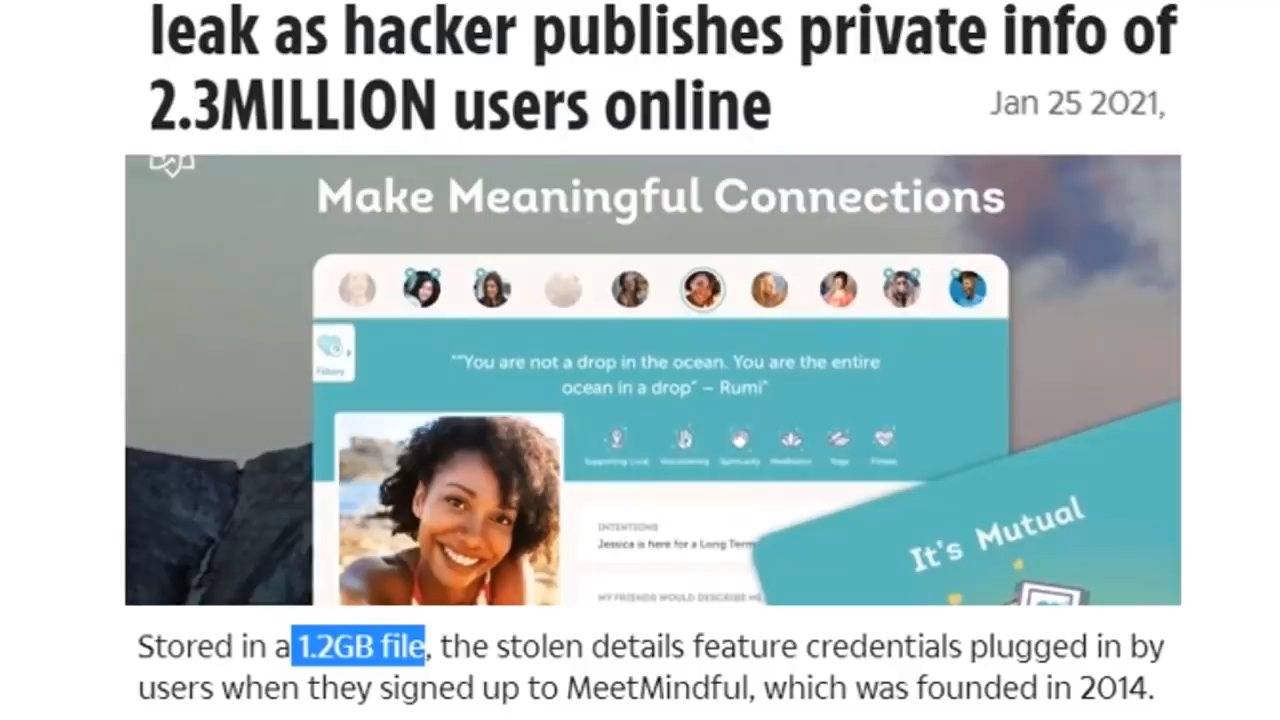 leak as hacker publishes private info of
2.3MILLION users online
Jan 25 2021,
Make Meaningful Connections
""You are not a drop in the ocean. You are the entire
ocean in a drop" – Rumi"
Filters
Supporting Local Volunteering Spirituality Meditation Yoga Fitness
INTENTIONS
Jessica is here for a Long Term
MY FRIENDS WOULD DESCRIBE ME
It's Mutual
Stored in a 1.2GB file, the stolen details feature credentials plugged in by
users when they signed up to MeetMindful, which was founded in 2014.